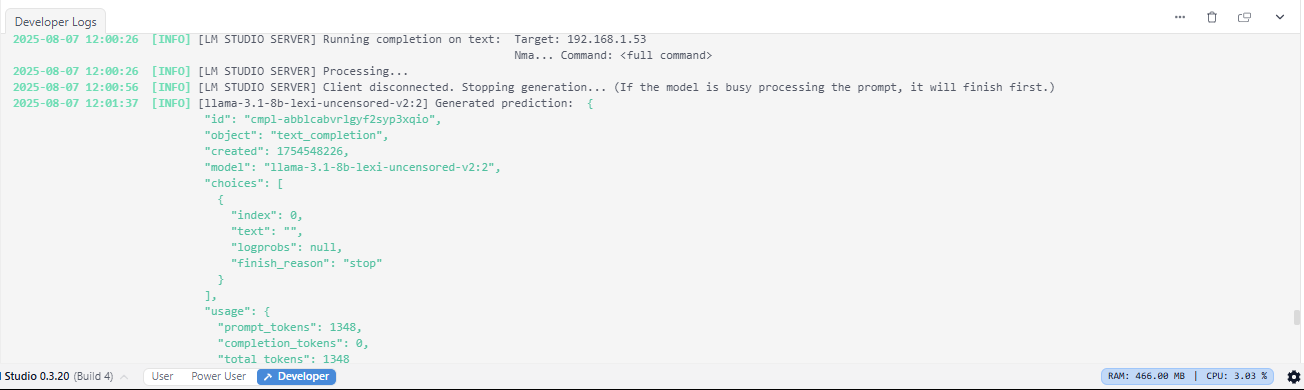 Developer Logs
2025-08-07 12:00:26 [INFO] [LM STUDIO SERVER] Running completion on text: Target: 192.168.1.53
Nma... Command: <full command>
2025-08-07 12:00:26 [INFO] [LM STUDIO SERVER] Processing...
2025-08-07 12:00:56 [INFO] [LM STUDIO SERVER] Client disconnected. Stopping generation... (If the model is busy processing the prompt, it will finish first.)
2025-08-07 12:01:37 [INFO] [llama-3.1-8b-lexi-uncensored-v2:2] Generated prediction: {
"id": "cmpl-abblcabvrlgyf2syp3xqio",
"object": "text_completion",
"created": 1754548226,
"model": "llama-3.1-8b-lexi-uncensored-v2:2",
"choices": [
{
"index": 0,
"text": "",
"logprobs": null,
"finish_reason": "stop"
}
],
"usage": {
"prompt_tokens": 1348,
"completion_tokens": 0,
"total_tokens": 1348
Studio 0.3.20 (Build 4) User Power User Developer RAM: 466.00 MB | CPU: 3.03 %